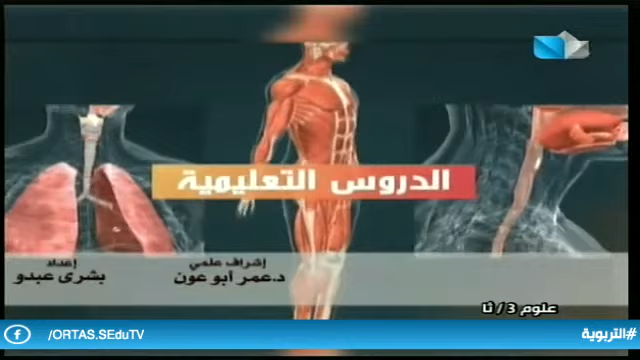 الدروس التعليمية
إشراف علمي
د.عمر أبو عون
إعداد
بشرى عبدو
علوم /3 ثا
#التربوية
/ORTAS.SEduTV